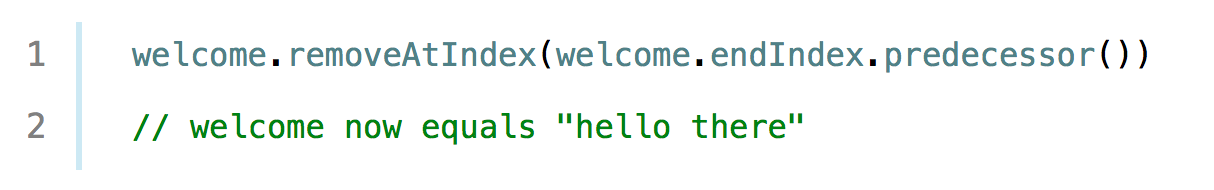 1 welcome.removeAtIndex(welcome.endIndex.predecessor())
2 // welcome now equals "hello there"